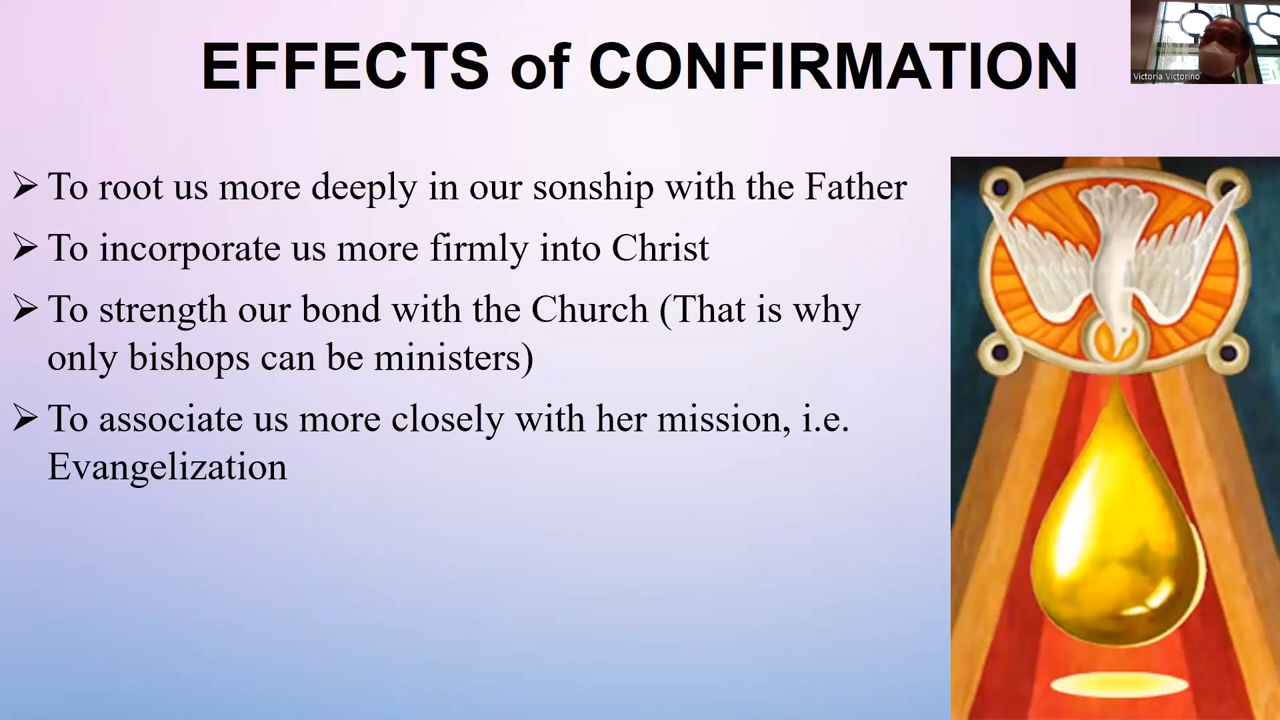 EFFECTS of CONFIRMATION
Victoria Victorino
➢ To root us more deeply in our sonship with the Father
➢ To incorporate us more firmly into Christ
➢ To strength our bond with the Church (That is why
only bishops can be ministers)
➢ To associate us more closely with her mission, i.e.
Evangelization